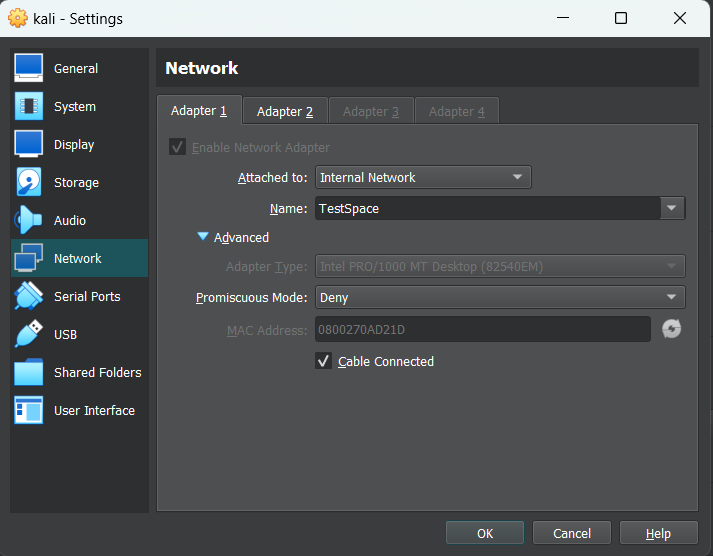 kali - Settings
General
System
Display
Storage
Audio
Network
Serial Ports
USB
Shared Folders
User Interface
Network
Adapter 1 Adapter 2 Adapter 3 Adapter 4
Enable Network Adapter
Attached to: Internal Network
Name: TestSpace
Advanced
Adapter Type: Intel PRO/1000 MT Desktop (82540EM)
Promiscuous Mode: Deny
MAC Address: 0800270AD21D
Cable Connected
OK Cancel Help